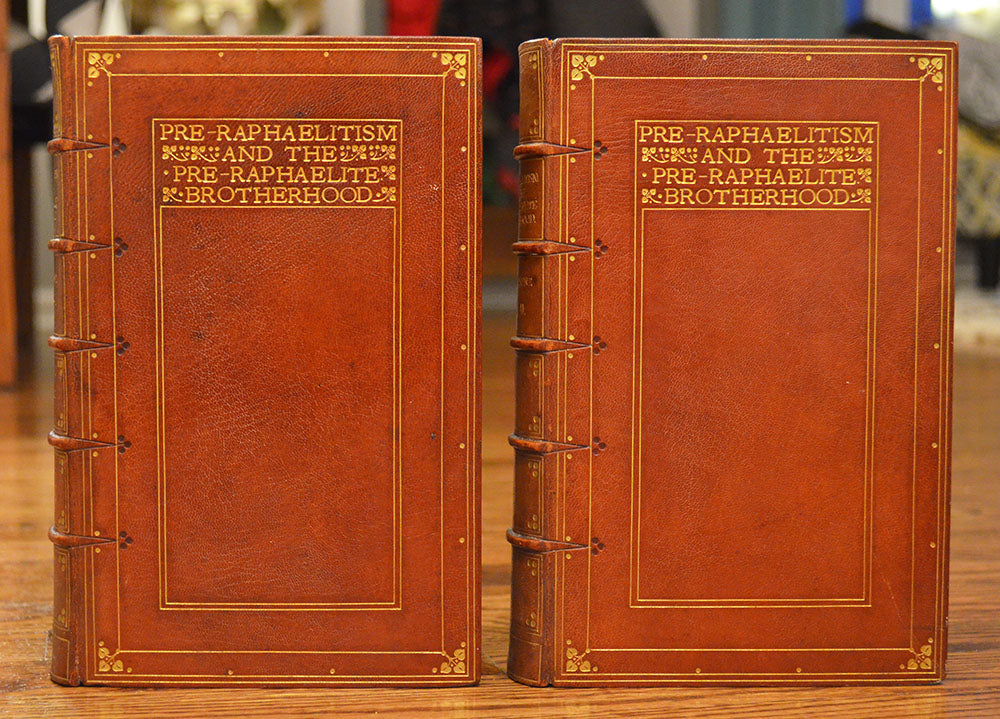 PRE-RAPHAELITISM
AND THE
PRE-RAPHAELITE
BROTHERHOOD
PRE-RAPHAELITISM
AND THE
PRE-RAPHAELITE
BROTHERHOOD